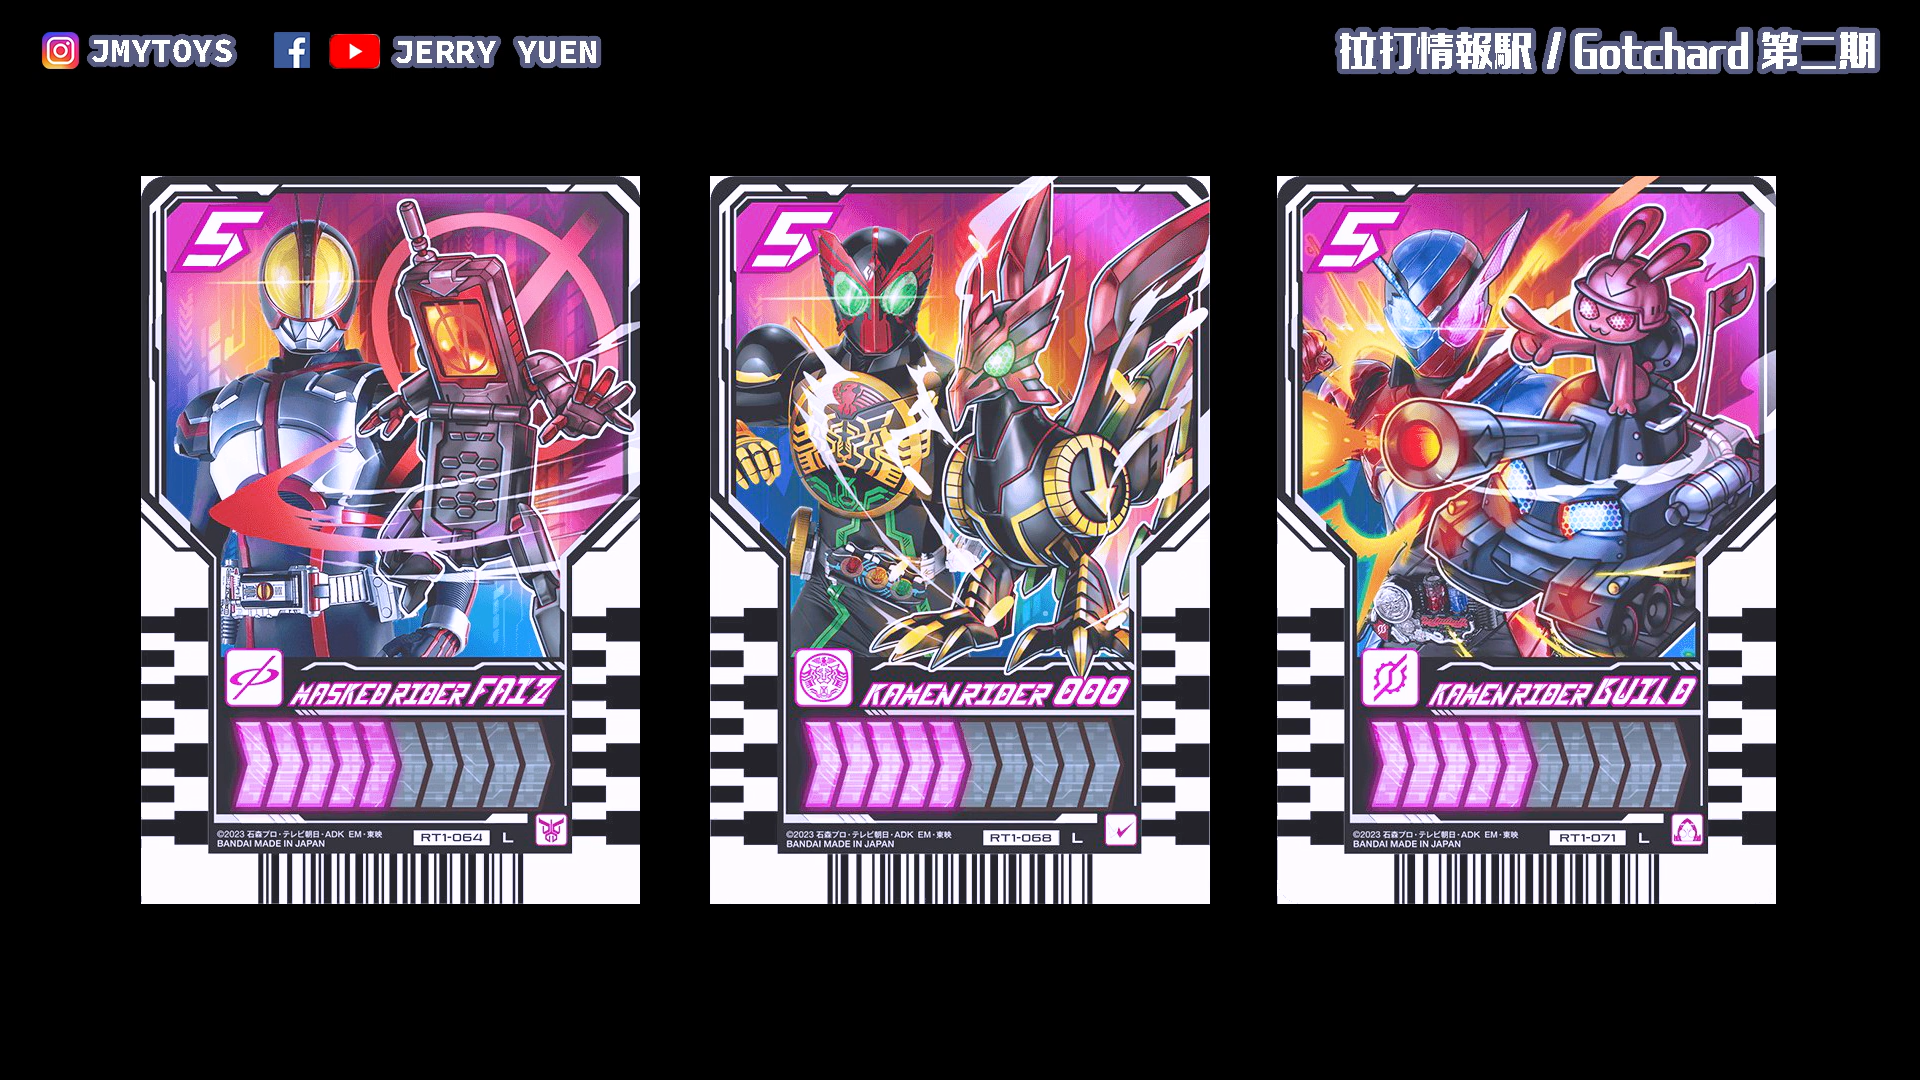 JMYTOYS
JERRY YUEN
拉打情報駅 / Gotchard 第二期
5
MASKED RIDER FAIZ
©2023 石森プロ・テレビ朝日・ADK EM・東映
BANDAI MADE IN JAPAN
RT1-064 L
5
KAMEN RIDER OOO
©2023 石森プロ・テレビ朝日・ADK EM・東映
BANDAI MADE IN JAPAN
RT1-068 L
5
KAMEN RIDER BUILD
©2023 石森プロ・テレビ朝日・ADK EM・東映
BANDAI MADE IN JAPAN
RT1-071 L